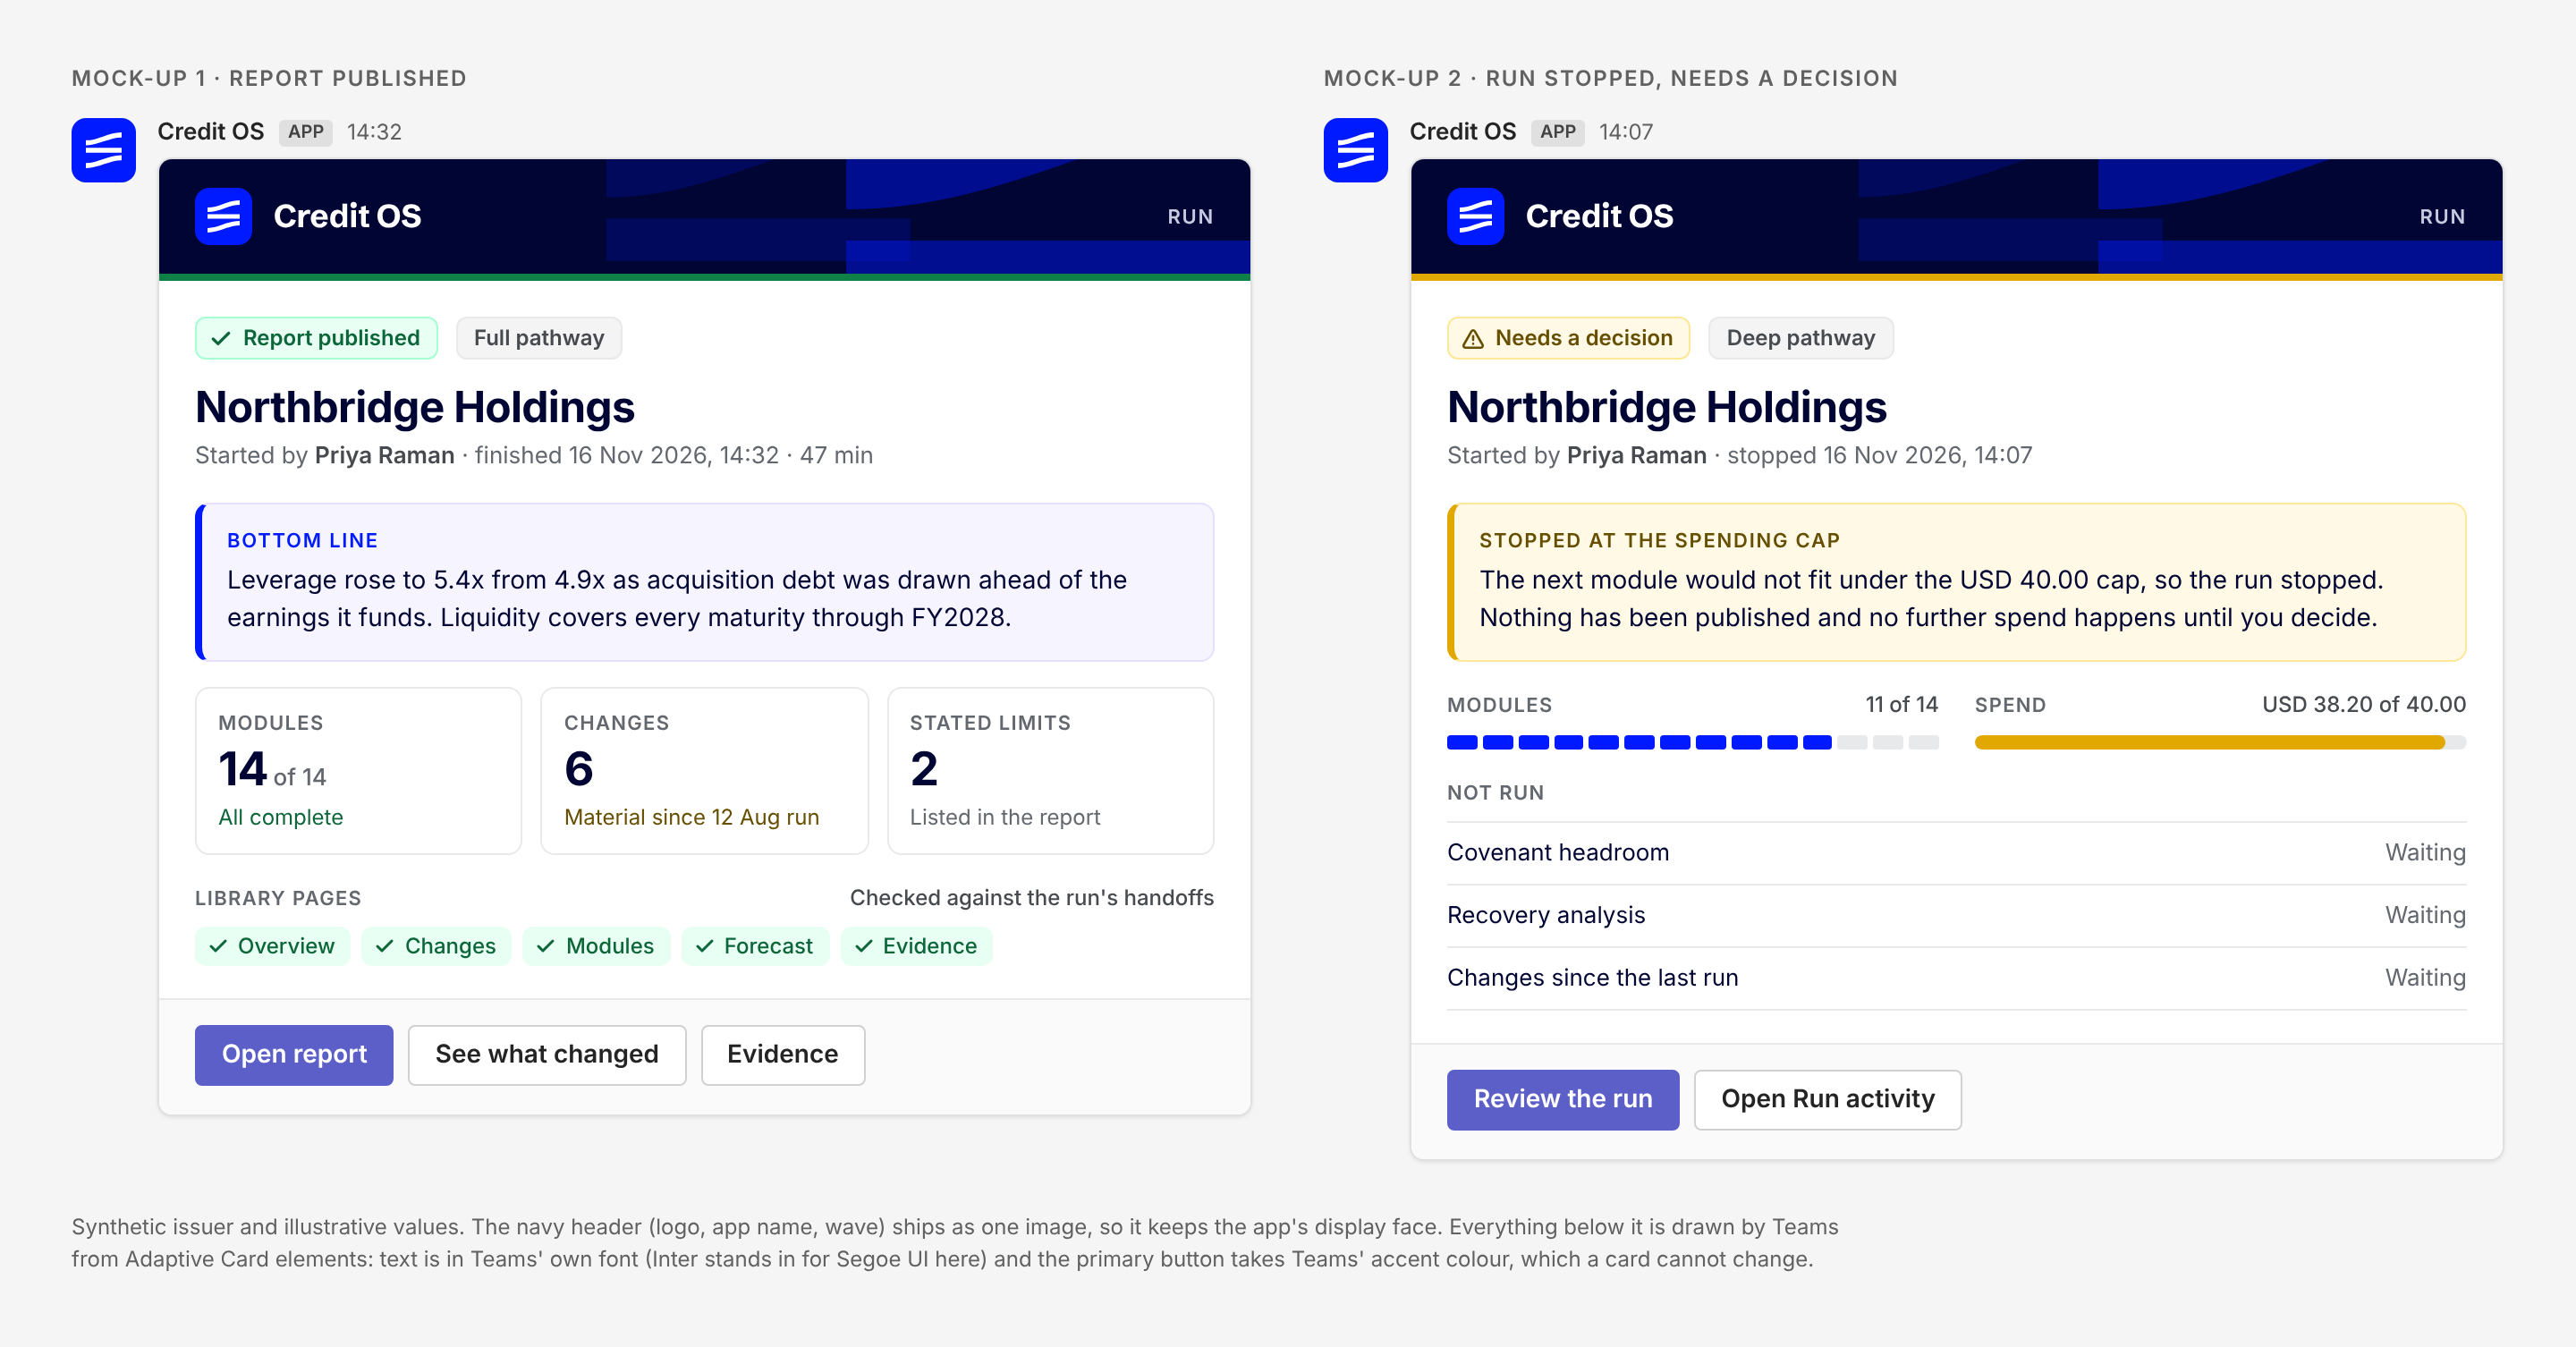 MOCK-UP 1 · REPORT PUBLISHED
Credit OS APP 14:32
Credit OS
RUN
Report published
Full pathway
Northbridge Holdings
Started by Priya Raman · finished 16 Nov 2026, 14:32 · 47 min
BOTTOM LINE
Leverage rose to 5.4x from 4.9x as acquisition debt was drawn ahead of the
earnings it funds. Liquidity covers every maturity through FY2028.
MODULES
14 of 14
All complete
CHANGES
6
Material since 12 Aug run
STATED LIMITS
2
Listed in the report
LIBRARY PAGES
Checked against the run's handoffs
Overview
Changes
Modules
Forecast
Evidence
Open report
See what changed
Evidence
MOCK-UP 2 · RUN STOPPED, NEEDS A DECISION
Credit OS APP 14:07
Credit OS
RUN
Needs a decision
Deep pathway
Northbridge Holdings
Started by Priya Raman · stopped 16 Nov 2026, 14:07
STOPPED AT THE SPENDING CAP
The next module would not fit under the USD 40.00 cap, so the run stopped.
Nothing has been published and no further spend happens until you decide.
MODULES
11 of 14
SPEND
USD 38.20 of 40.00
NOT RUN
Covenant headroom
Waiting
Recovery analysis
Waiting
Changes since the last run
Waiting
Review the run
Open Run activity
Synthetic issuer and illustrative values. The navy header (logo, app name, wave) ships as one image, so it keeps the app's display face. Everything below it is drawn by Teams
from Adaptive Card elements: text is in Teams' own font (Inter stands in for Segoe UI here) and the primary button takes Teams' accent colour, which a card cannot change.